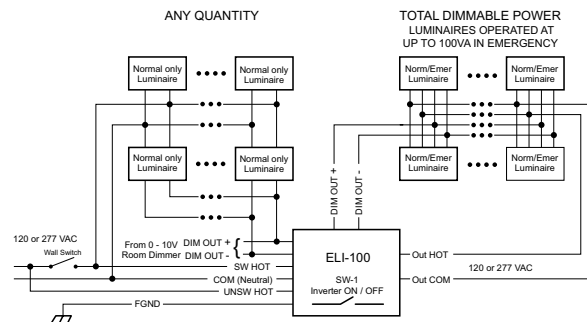 ANY QUANTITY
TOTAL DIMMABLE POWER
LUMINAIRES OPERATED AT
UP TO 100VA IN EMERGENCY
Normal only
Luminaire
Normal only
Luminaire
Norm/Emer
Luminaire
Norm/Emer
Luminaire
Normal only
Luminaire
Normal only
Luminaire
Norm/Emer
Luminaire
Norm/Emer
Luminaire
DIM OUT +
DIM OUT -
120 or 277 VAC
Wall Switch
From 0 - 10V
Room Dimmer
DIM OUT +
DIM OUT -
{
SW HOT
COM (Neutral)
UNSW HOT
FGND
ELI-100
SW-1
Inverter ON / OFF
Out HOT
120 or 277 VAC
Out COM